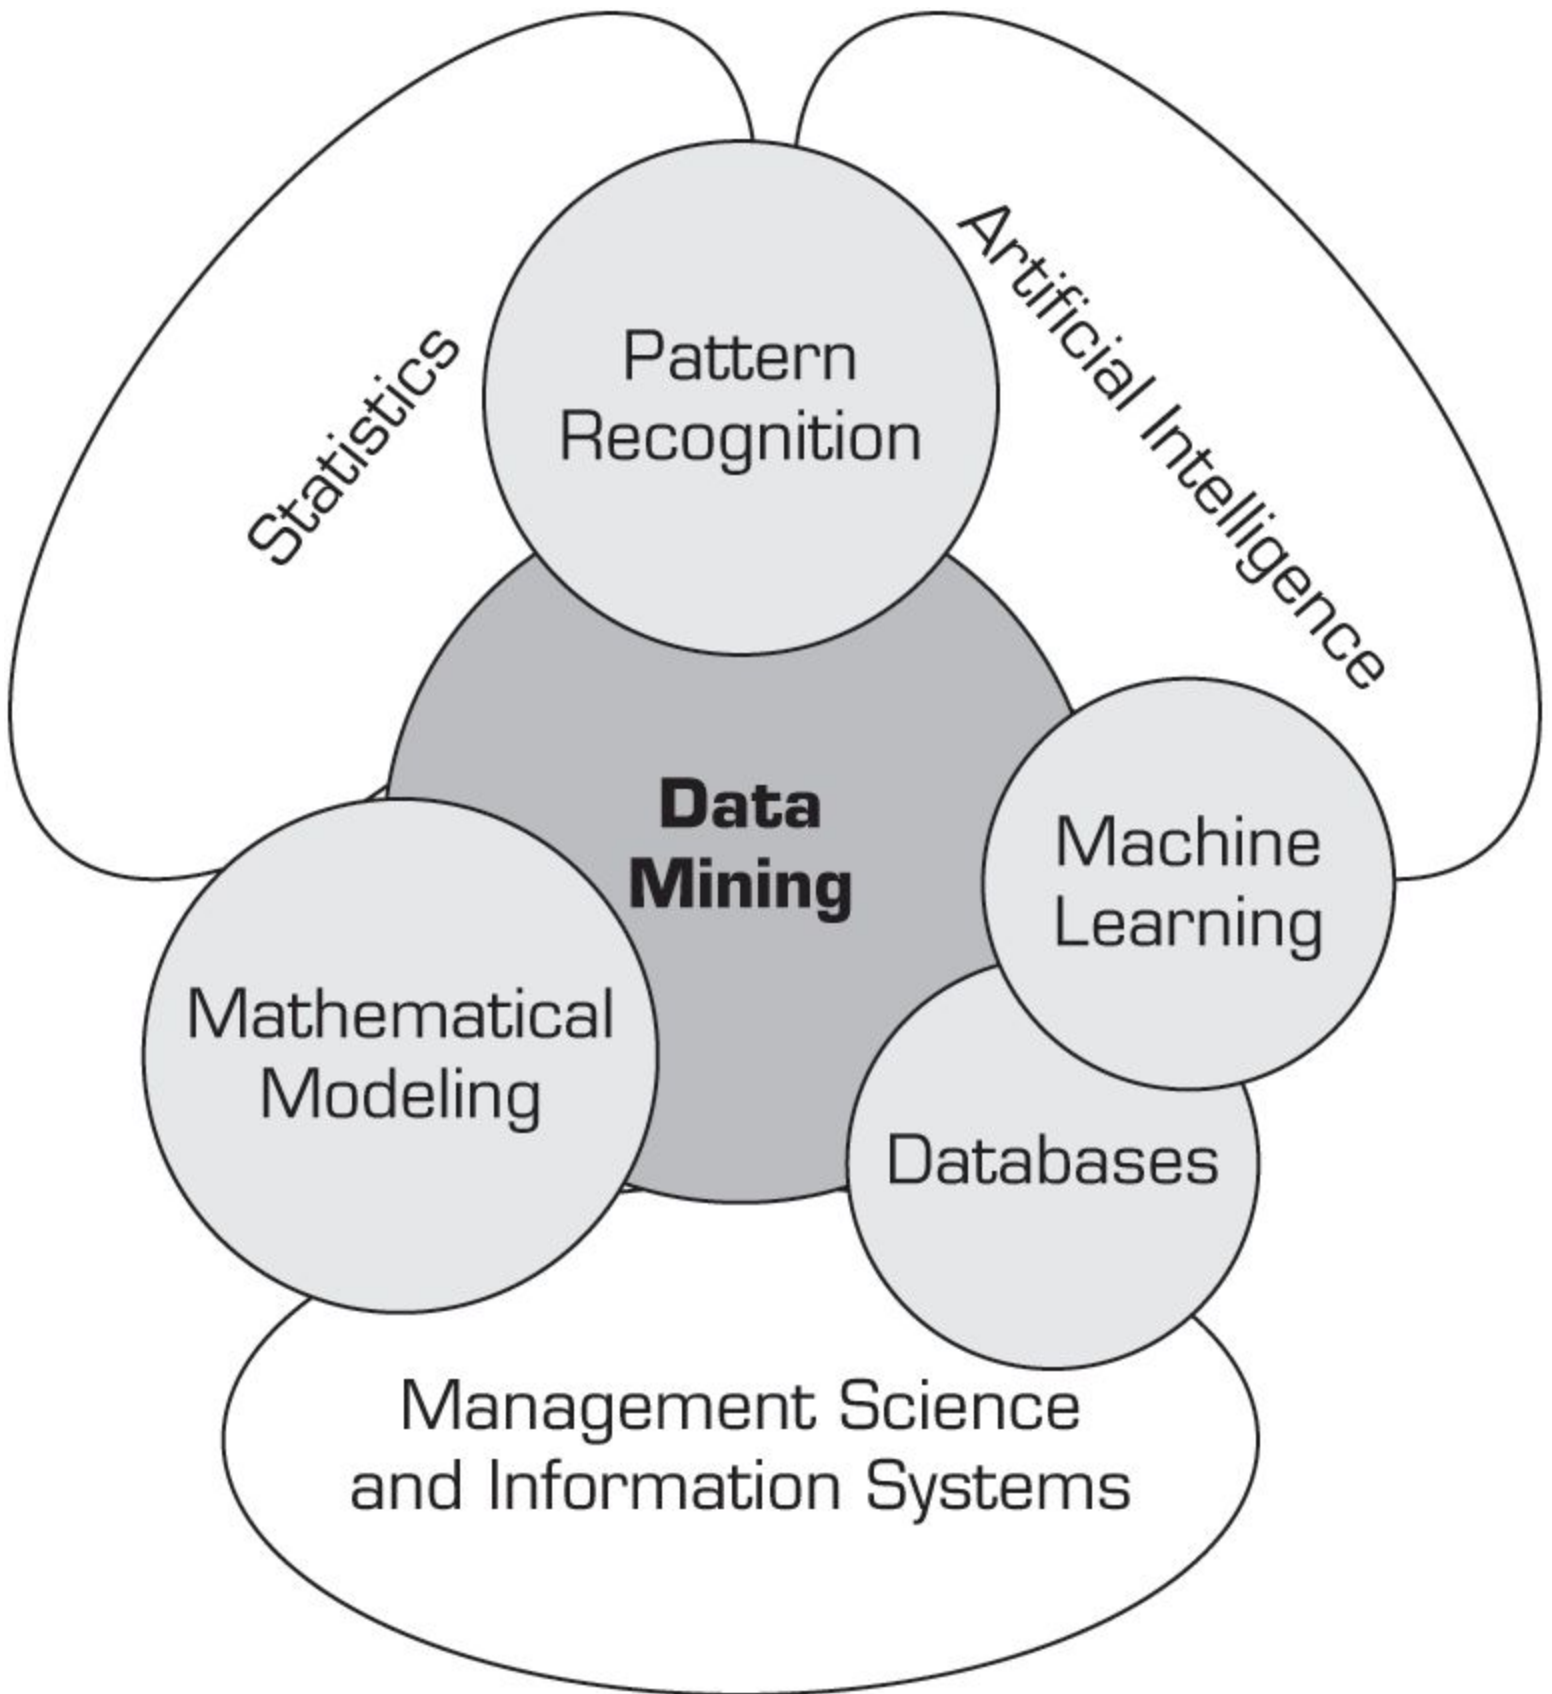 Statistics
Artificial Intelligence
Pattern
Recognition
Data
Mining
Machine
Learning
Mathematical
Modeling
Databases
Management Science
and Information Systems